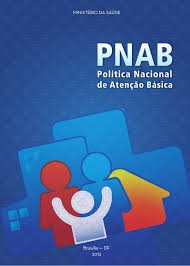 MINISTÉRIO DA SAÚDE
PNAB
Política Nacional
de Atenção Básica
Brasília – DF
2012